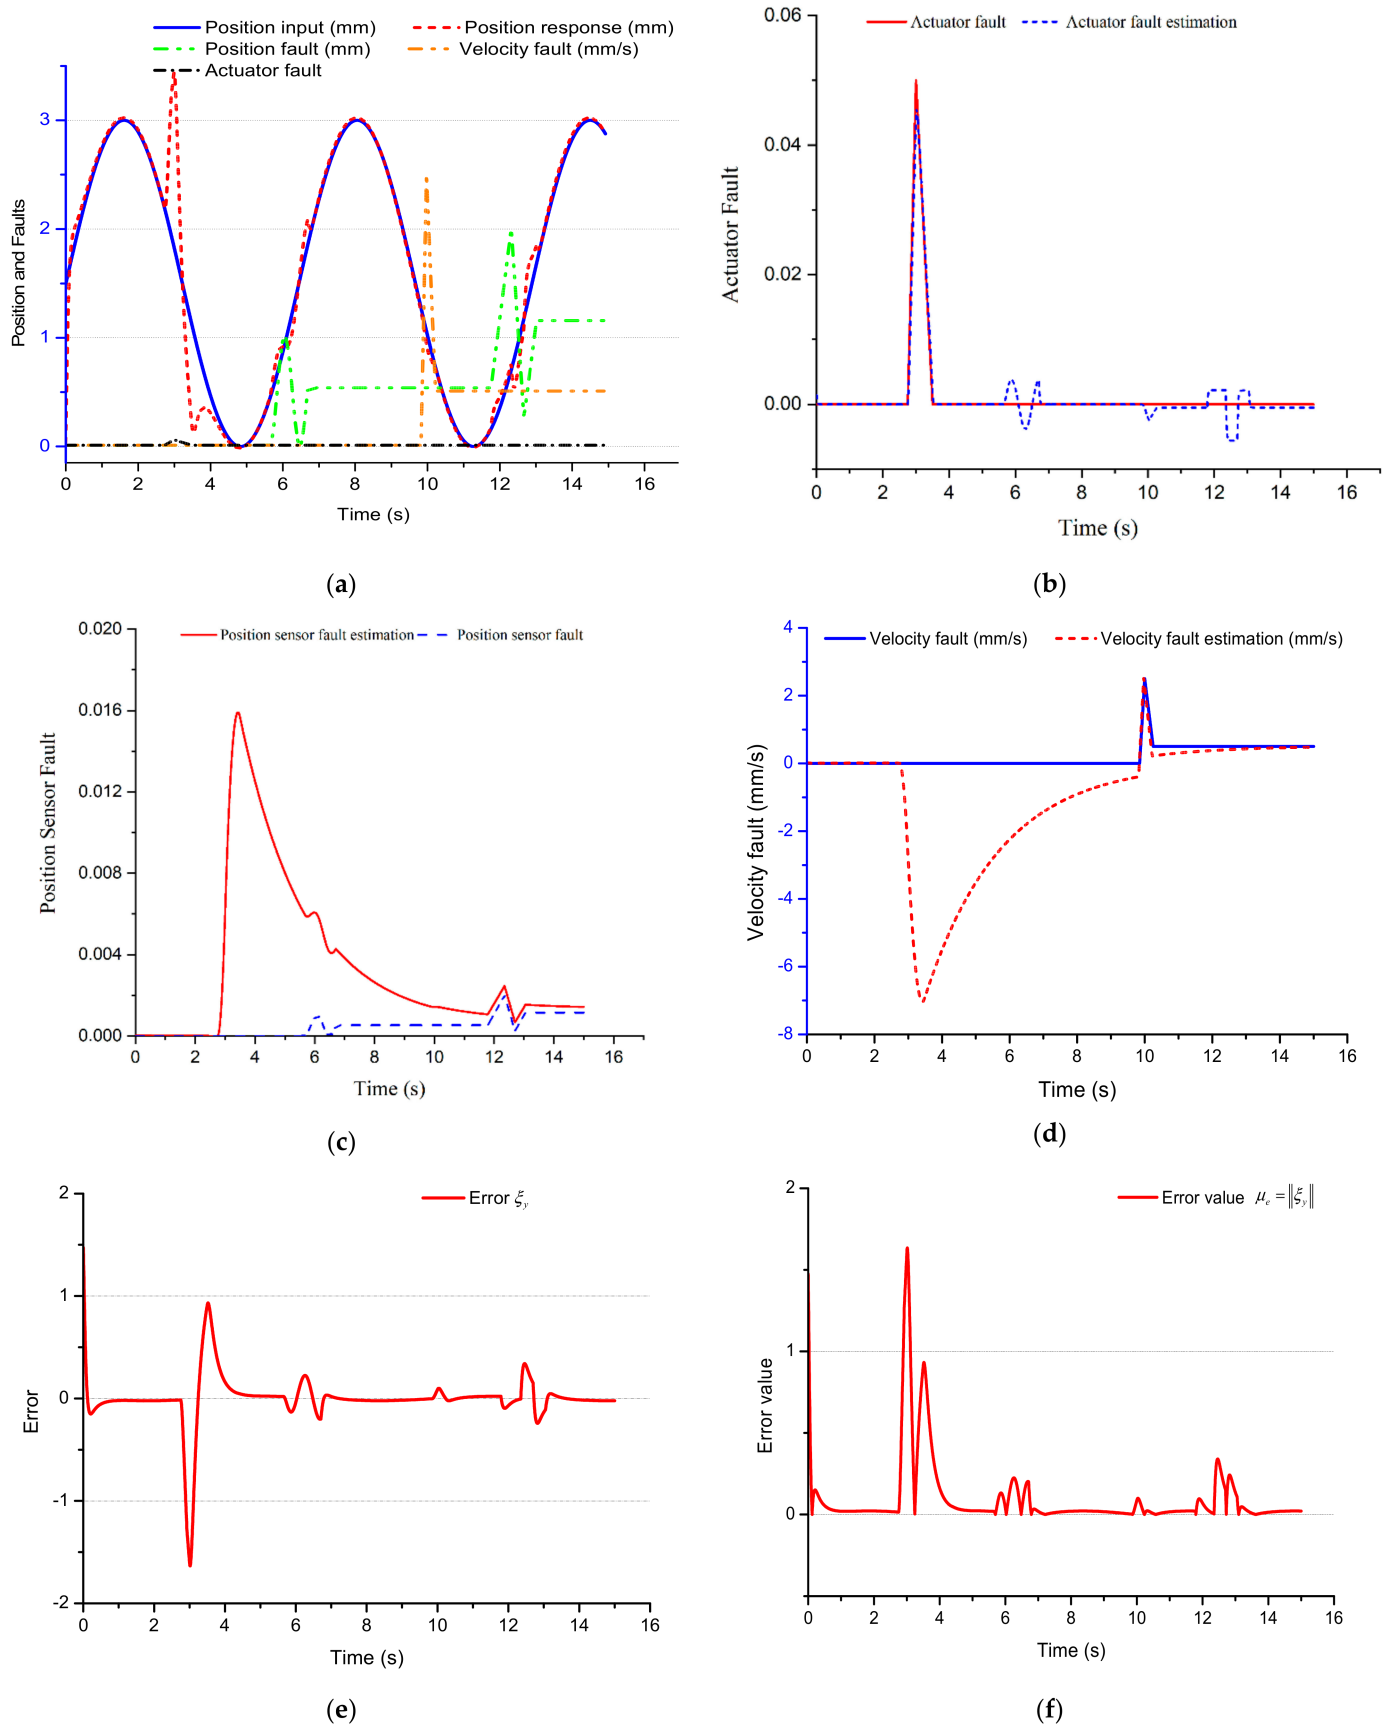 Position input (mm) Position response (mm)
Position fault (mm) Velocity fault (mm/s)
Actuator fault
Position and Faults
3
2
1
0
0 2 4 6 8 10 12 14 16
Time (s)
(a)
Actuator fault Actuator fault estimation
Actuator Fault
0.06
0.04
0.02
0.00
0 2 4 6 8 10 12 14 16
Time (s)
(b)
Position sensor fault estimation Position sensor fault
Position Sensor Fault
0.020
0.016
0.012
0.008
0.004
0.000
0 2 4 6 8 10 12 14 16
Time (s)
(c)
Velocity fault (mm/s) Velocity fault estimation (mm/s)
Velocity fault (mm/s)
4
2
0
-2
-4
-6
-8
0 2 4 6 8 10 12 14 16
Time (s)
(d)
Error ξy
Error
2
1
0
-1
-2
0 2 4 6 8 10 12 14 16
Time (s)
(e)
Error value μe = ‖ξy‖
Error value
2
1
0
0 2 4 6 8 10 12 14 16
Time (s)
(f)